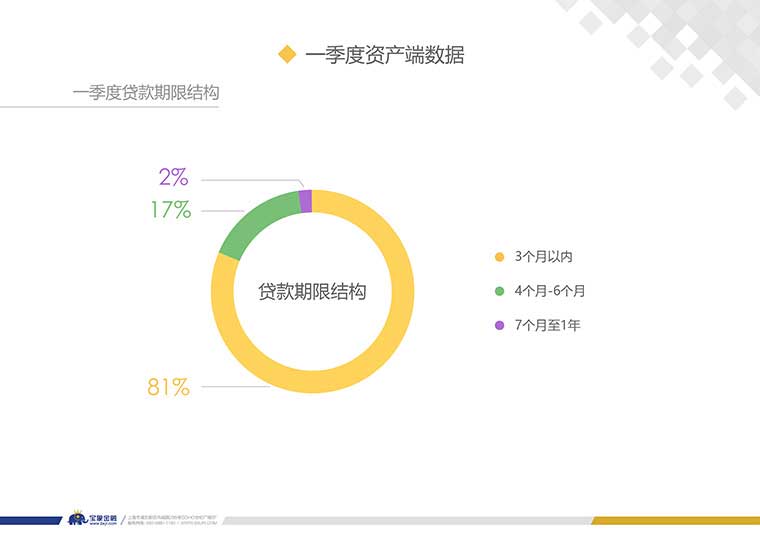 一季度资产端数据
一季度贷款期限结构
2%
17%
81%
贷款期限结构
3个月以内
4个月-6个月
7个月至1年
宝象金融